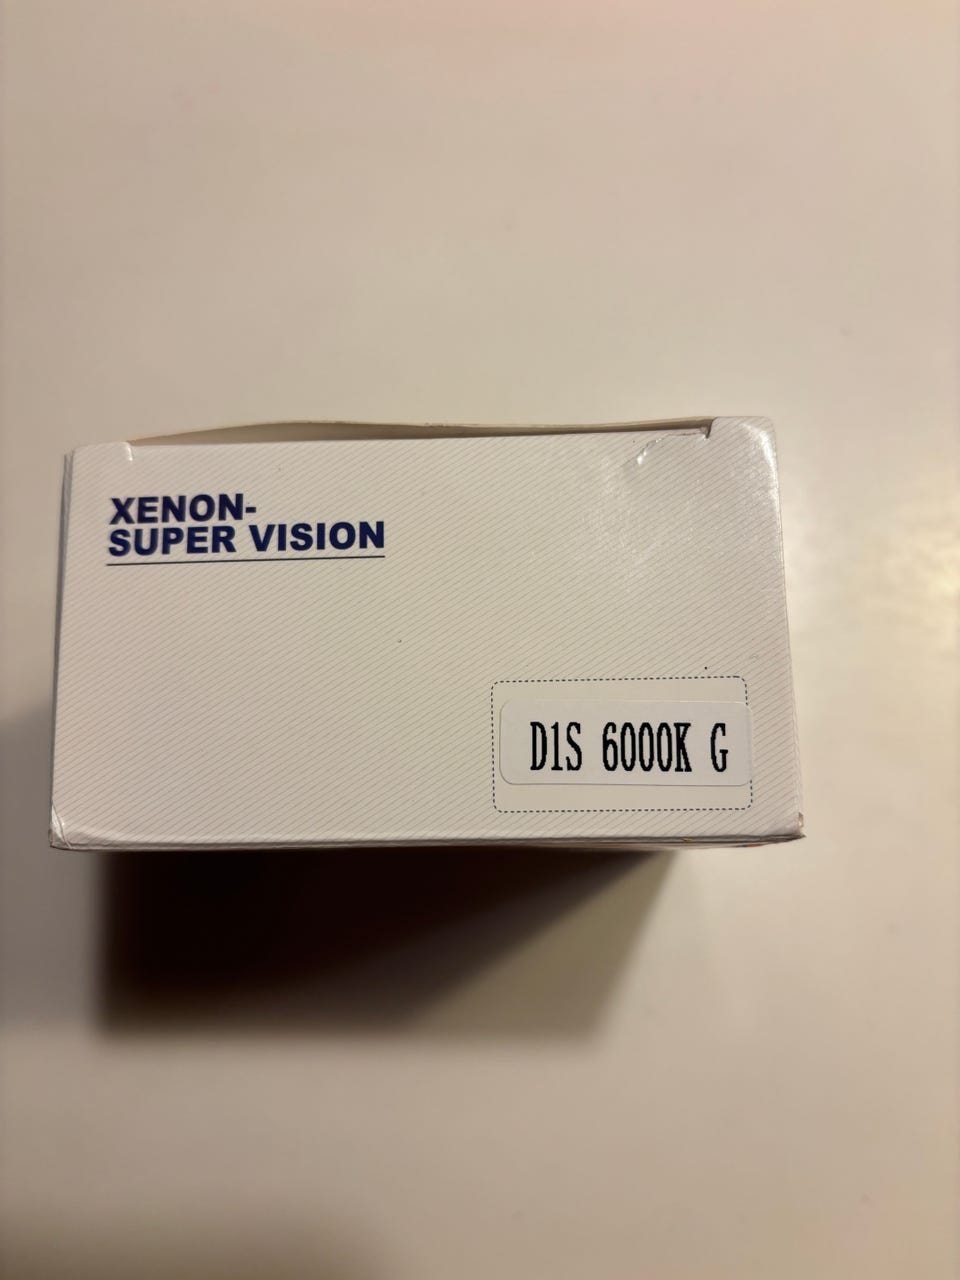 XENON-
SUPER VISION
D1S 6000K G